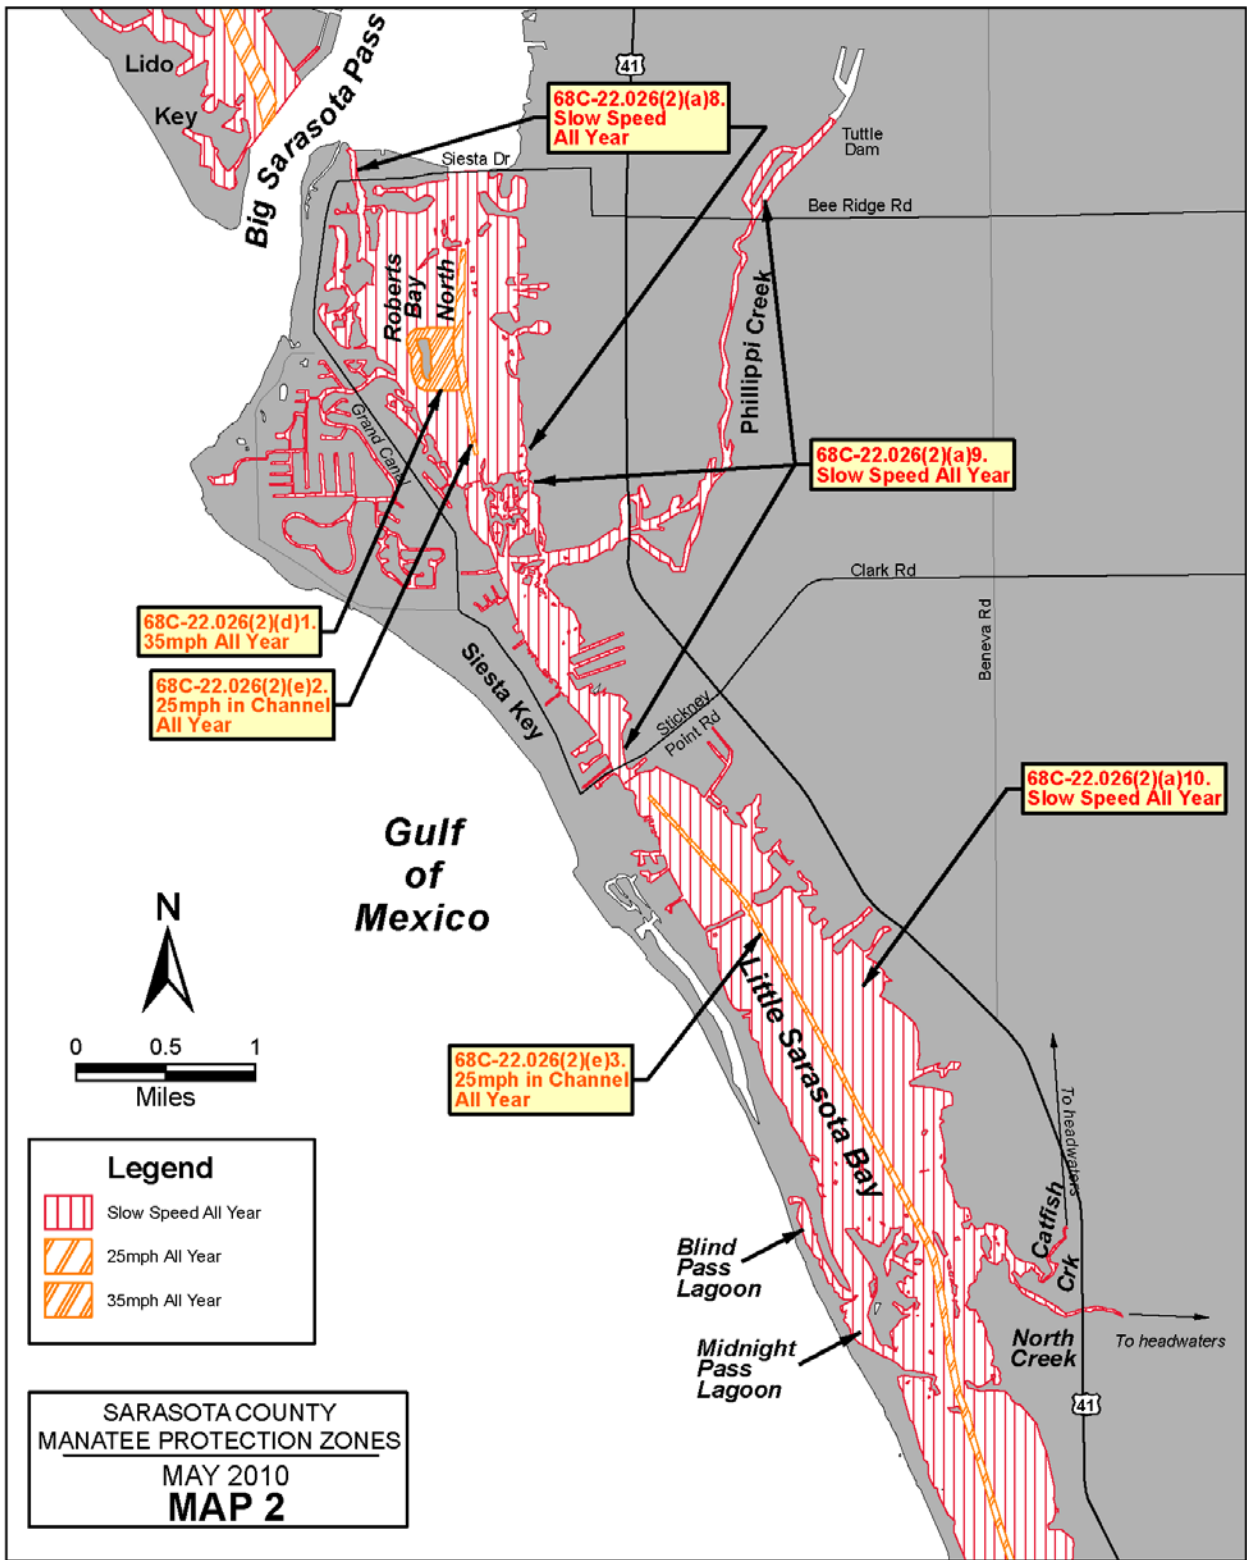 Lido
Key
Big Sarasota Pass
41
68C-22.026(2)(a)8.
Slow Speed
All Year
Tuttle
Dam
Siesta Dr
Bee Ridge Rd
Roberts
Bay
North
Phillippi Creek
Grand Canal
68C-22.026(2)(a)9.
Slow Speed All Year
Clark Rd
Beneva Rd
68C-22.026(2)(d)1.
35mph All Year
68C-22.026(2)(e)2.
25mph in Channel
All Year
Siesta Key
Stickney
Point Rd
68C-22.026(2)(a)10.
Slow Speed All Year
Gulf
of
Mexico
N
0 0.5 1
Miles
68C-22.026(2)(e)3.
25mph in Channel
All Year
Little Sarasota Bay
To headwaters
Catfish
Crk
Blind
Pass
Lagoon
Midnight
Pass
Lagoon
North
Creek
To headwaters
41
Legend
Slow Speed All Year
25mph All Year
35mph All Year
SARASOTA COUNTY
MANATEE PROTECTION ZONES
MAY 2010
MAP 2